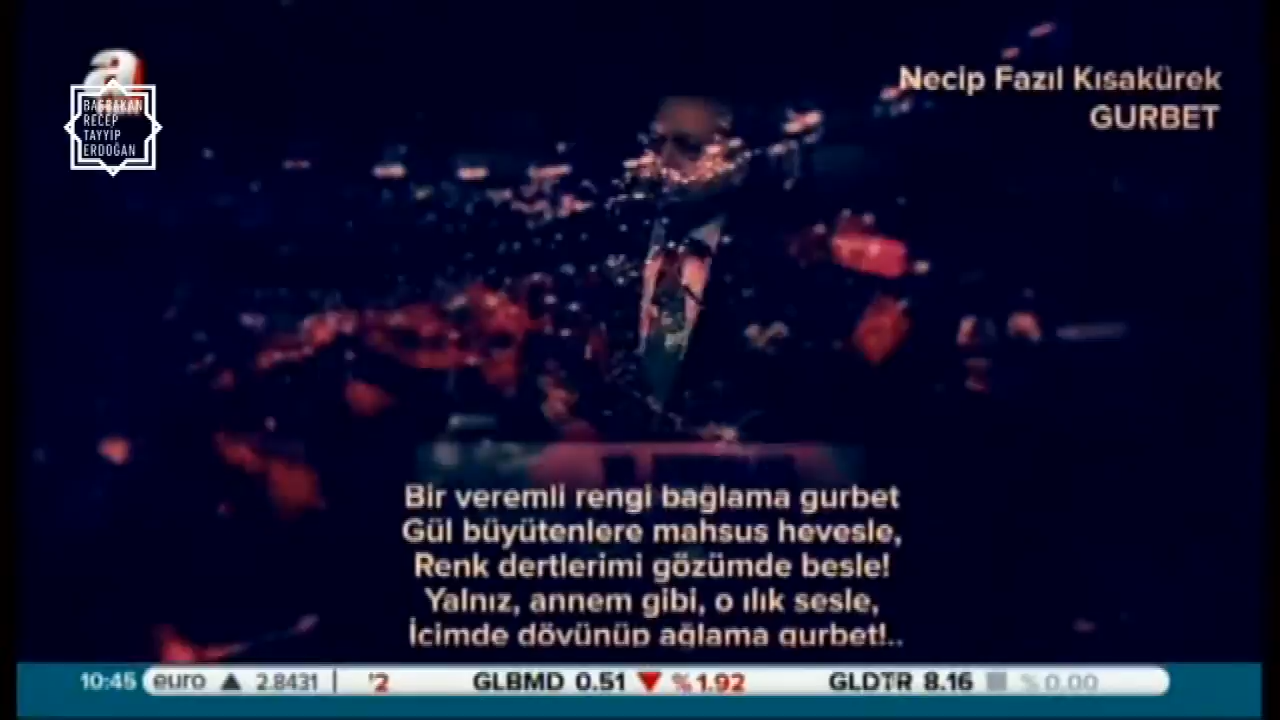 a
BAŞBAKAN
RECEP
TAYYİP
ERDOĞAN
Necip Fazıl Kısakürek
GURBET
Bir veremli rengi bağlama gurbet
Gül büyütenlere mahsus hevesle,
Renk dertlerimi gözümde besle!
Yalnız, annem gibi, o ılık sesle,
İçimde dövünüp ağlama gurbet!..
10:45 euro ▲ 2.8431 '2 GLBMD 0.51 ▼ %1.92 GLDTR 8.16 ■ %0.00